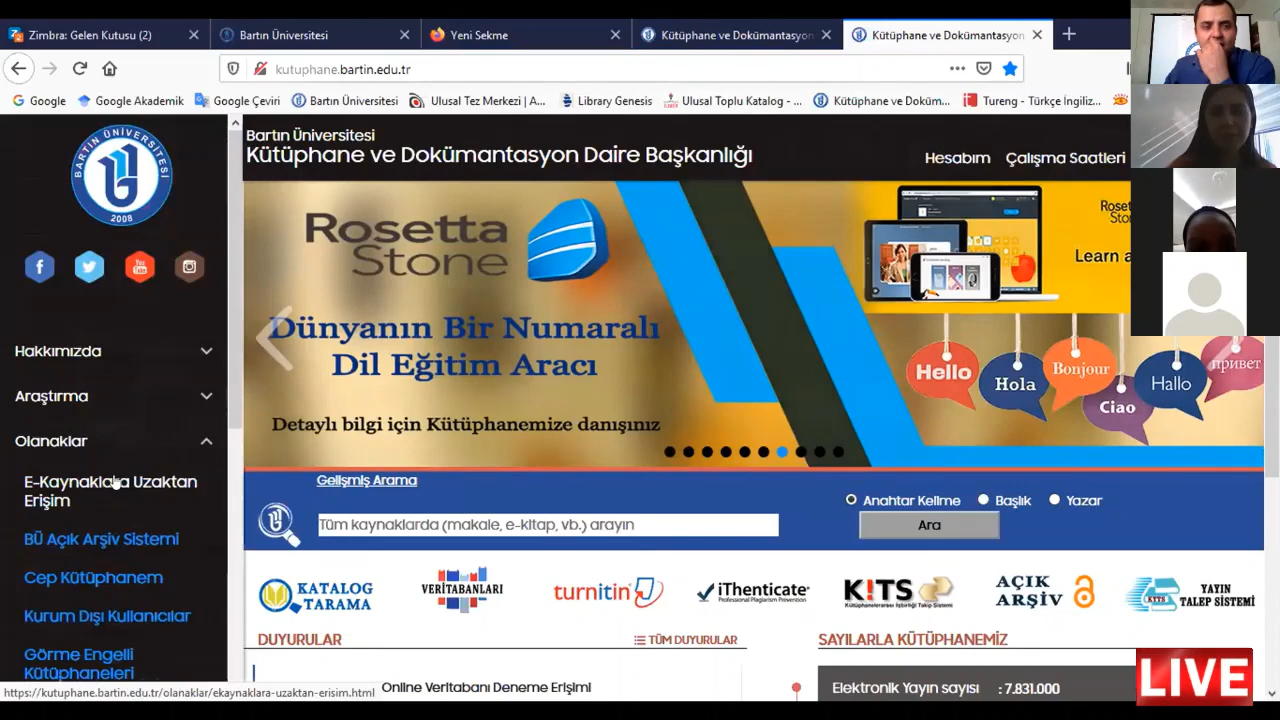 Zimbra: Gelen Kutusu (2)
Bartın Üniversitesi
Yeni Sekme
Kütüphane ve Dokümantasyon
Kütüphane ve Dokümantasyon
kutuphane.bartin.edu.tr
Google
Google Akademik
Google Çeviri
Bartın Üniversitesi
Ulusal Tez Merkezi | A...
Library Genesis
Ulusal Toplu Katalog - ...
Kütüphane ve Doküm...
Tureng - Türkçe İngiliz...
BARTIN ÜNİVERSİTESİ
2008
Bartın Üniversitesi
Kütüphane ve Dokümantasyon Daire Başkanlığı
Hesabım
Çalışma Saatleri
Hakkımızda
Araştırma
Olanaklar
E-Kaynaklara Uzaktan
Erişim
BÜ Açık Arşiv Sistemi
Cep Kütüphanem
Kurum Dışı Kullanıcılar
Görme Engelli
Kütüphaneleri
https://kutuphane.bartin.edu.tr/olanaklar/ekaynaklara-uzaktan-erisim.html
Rosetta
Stone
Dünyanın Bir Numaralı
Dil Eğitim Aracı
Detaylı bilgi için Kütüphanemize danışınız
Learn
Hello
Hola
Bonjour
Ciao
Hallo
привет
Gelişmiş Arama
Tüm kaynaklarda (makale, e-kitap, vb.) arayın
Anahtar Kelime
Başlık
Yazar
Ara
KATALOG
TARAMA
VERİTABANLARI
turnitin
iThenticate
Professional Plagiarism Prevention
KITS
Kütüphanelerarası İşbirliği Takip Sistemi
AÇIK
ARŞİV
YAYIN
TALEP SİSTEMİ
DUYURULAR
TÜM DUYURULAR
SAYILARLA KÜTÜPHANEMİZ
Online Veritabanı Deneme Erişimi
Elektronik Yayın sayısı : 7.831.000
LIVE